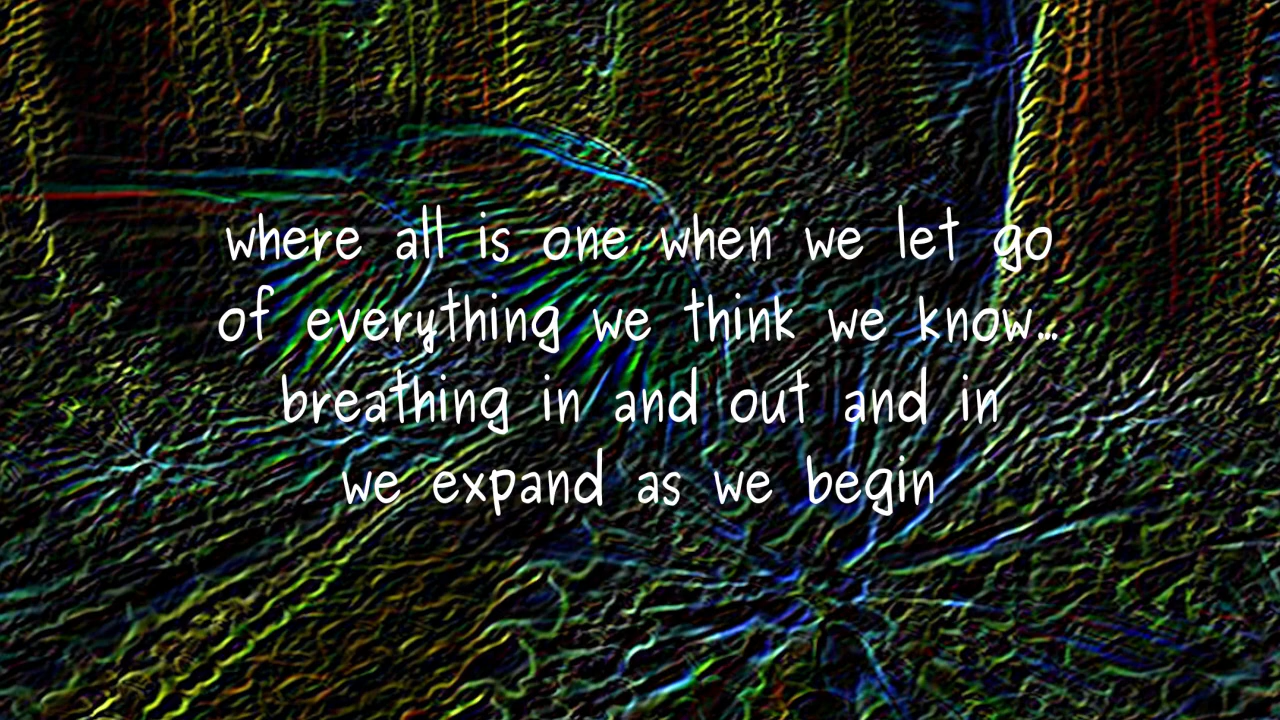 where all is one when we let go
of everything we think we know...
breathing in and out and in
we expand as we begin